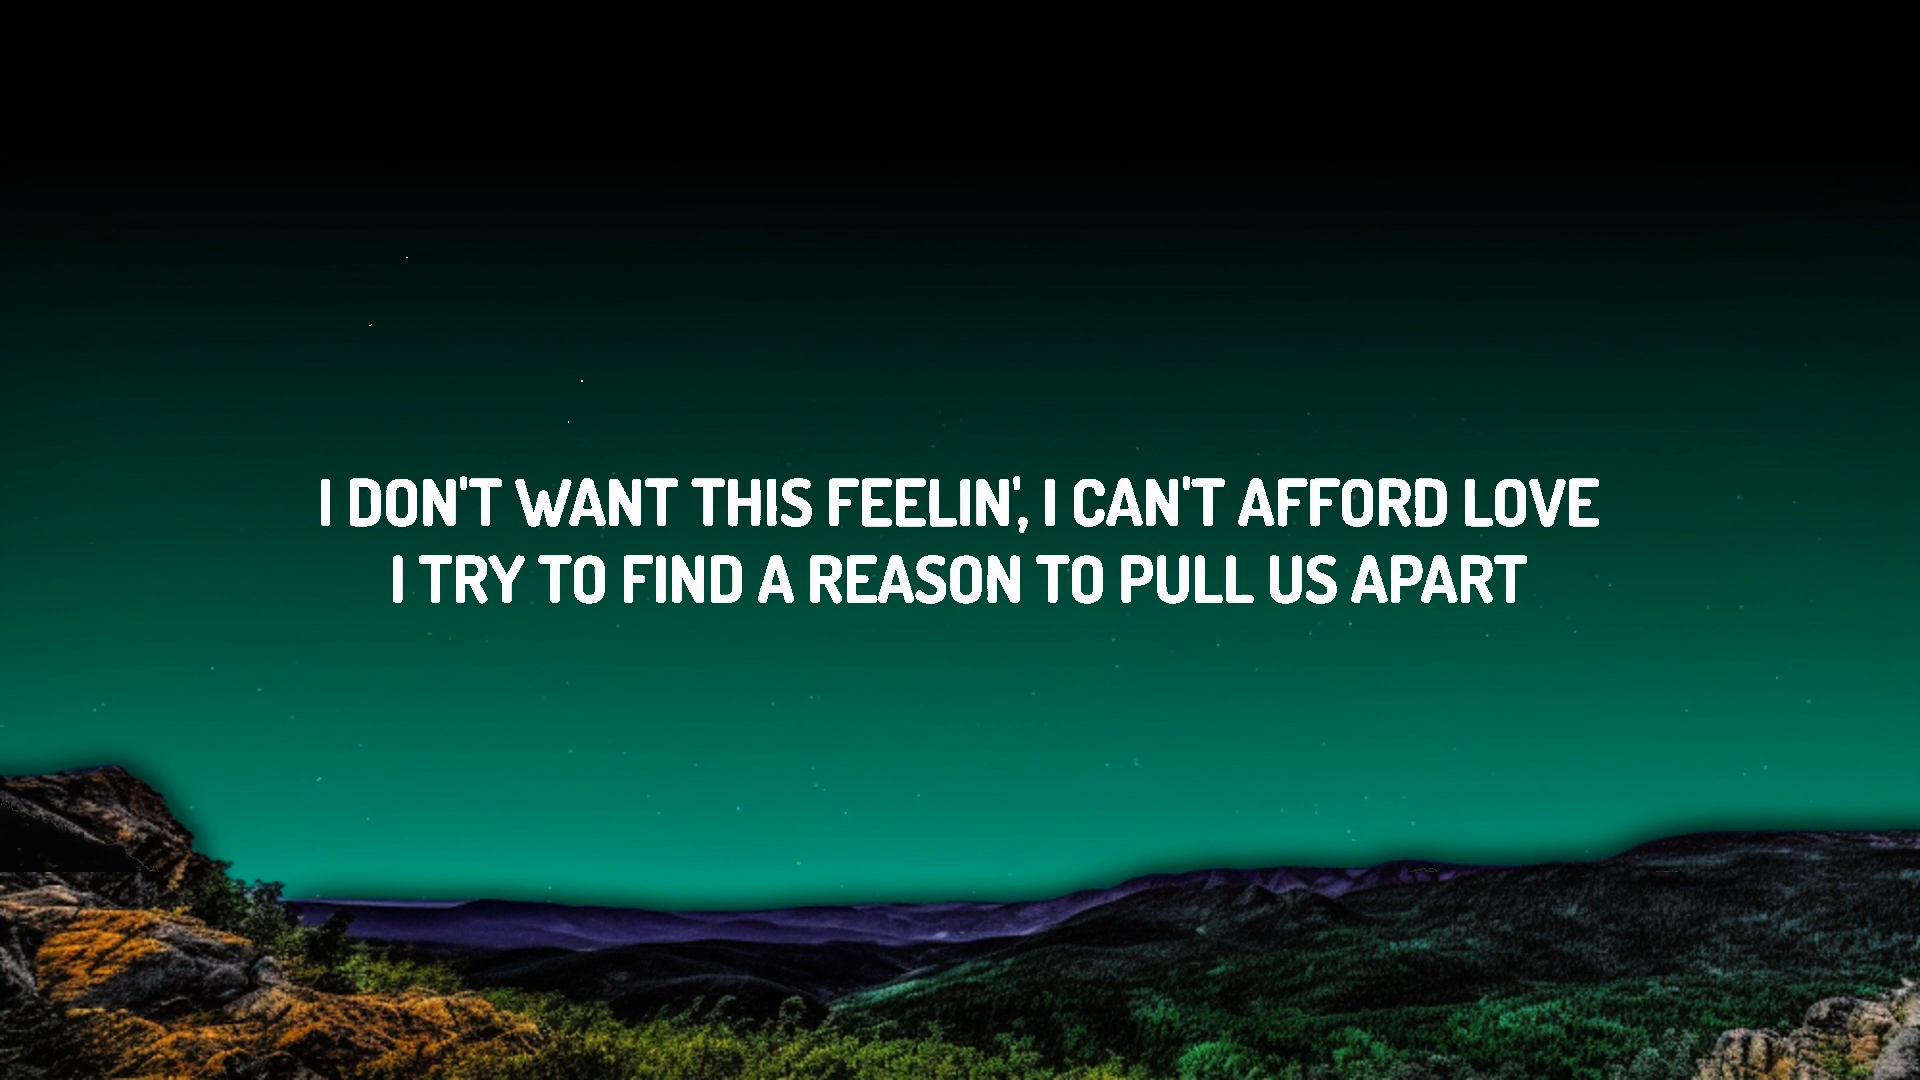 I DON'T WANT THIS FEELIN', I CAN'T AFFORD LOVE
I TRY TO FIND A REASON TO PULL US APART